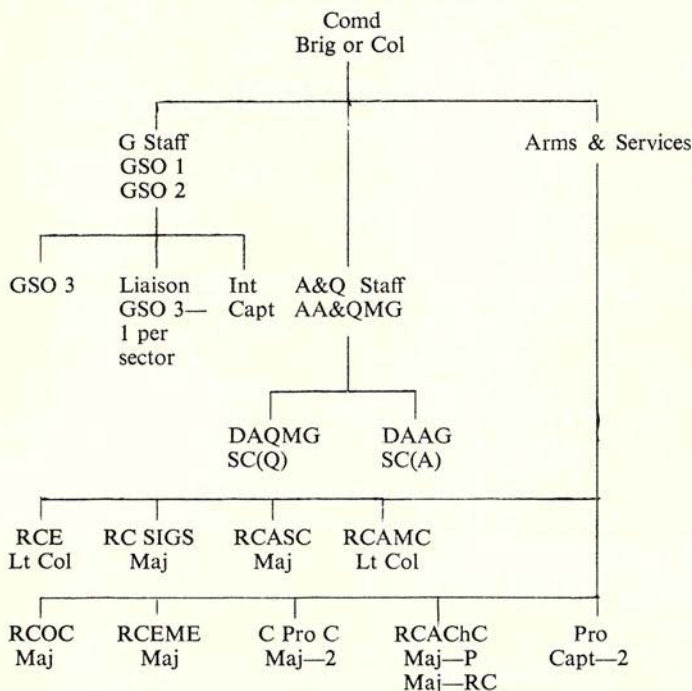 Comd
Brig or Col
G Staff
GSO 1
GSO 2
Arms & Services
GSO 3
Liaison
GSO 3—
1 per
sector
Int
Capt
A&Q Staff
AA&QMG
DAQMG
SC(Q)
DAAG
SC(A)
RCE
Lt Col
RC SIGS
Maj
RCASC
Maj
RCAMC
Lt Col
RCOC
Maj
RCEME
Maj
C Pro C
Maj—2
RCAChC
Maj—P
Maj—RC
Pro
Capt—2